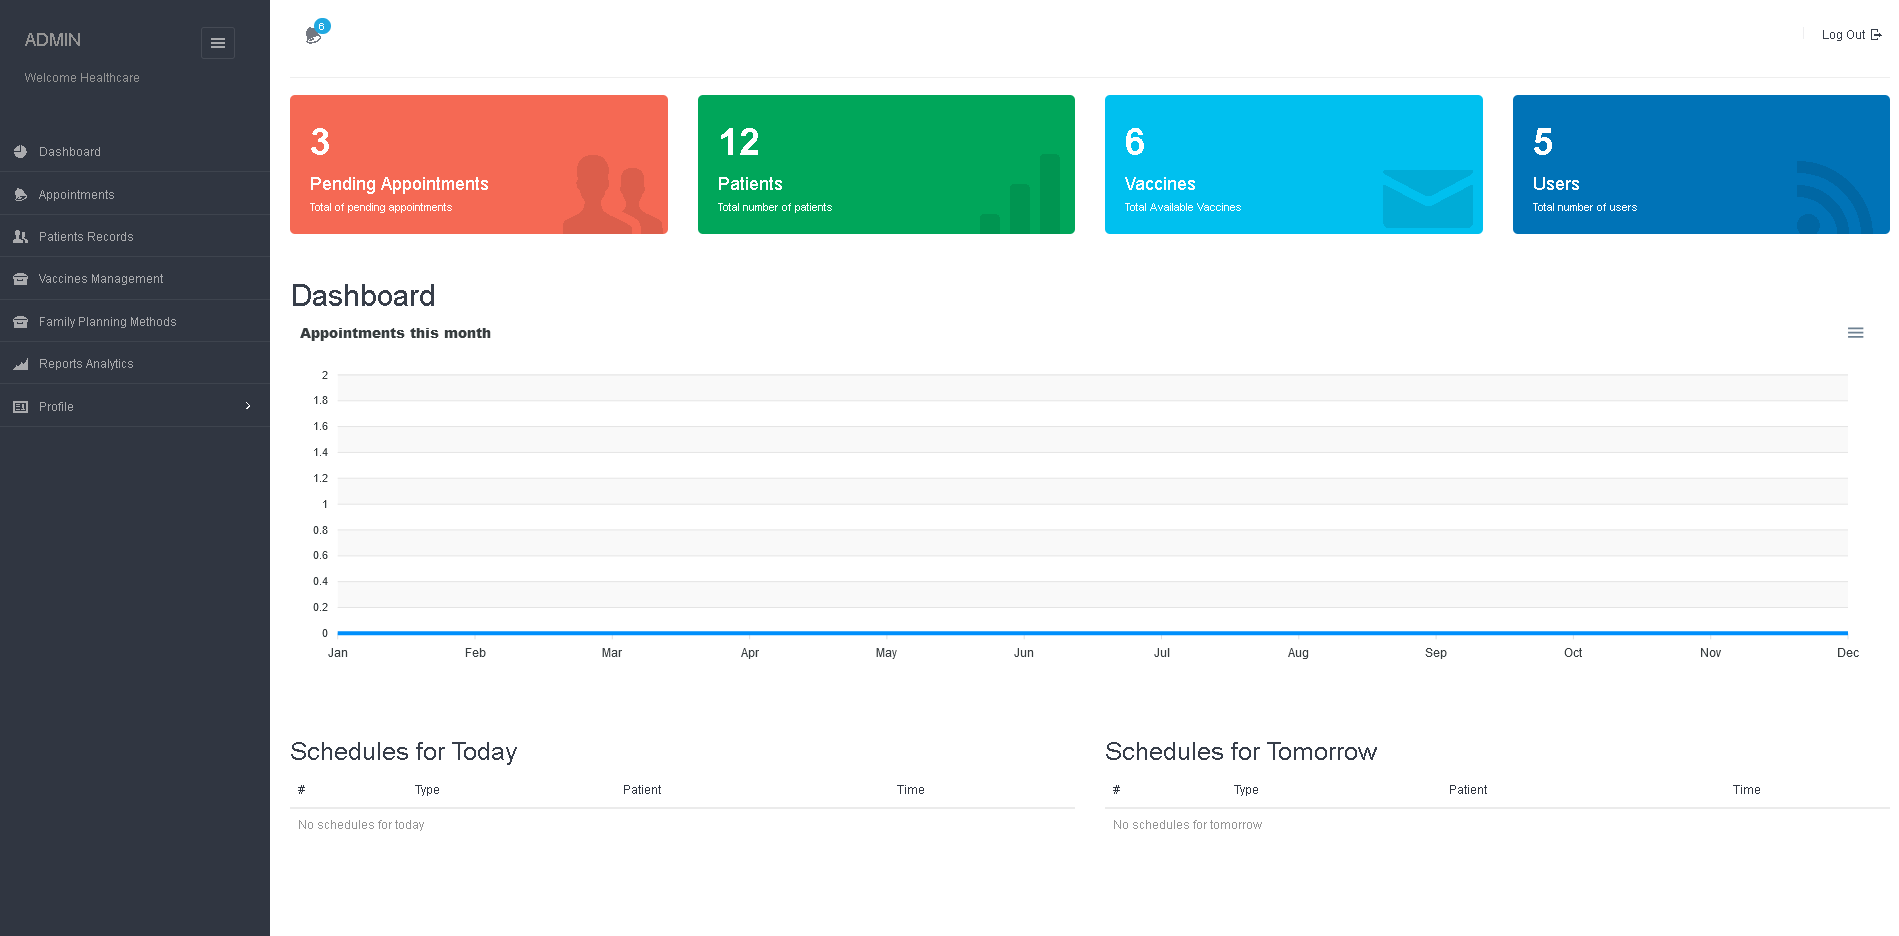 ADMIN
Welcome Healthcare
Dashboard
Appointments
Patients Records
Vaccines Management
Family Planning Methods
Reports Analytics
Profile
6
Log Out
3
Pending Appointments
Total of pending appointments
12
Patients
Total number of patients
6
Vaccines
Total Available Vaccines
5
Users
Total number of users
Dashboard
Appointments this month
2
1.8
1.6
1.4
1.2
1
0.8
0.6
0.4
0.2
0
Jan Feb Mar Apr May Jun Jul Aug Sep Oct Nov Dec
Schedules for Today
# Type Patient Time
No schedules for today
Schedules for Tomorrow
# Type Patient Time
No schedules for tomorrow